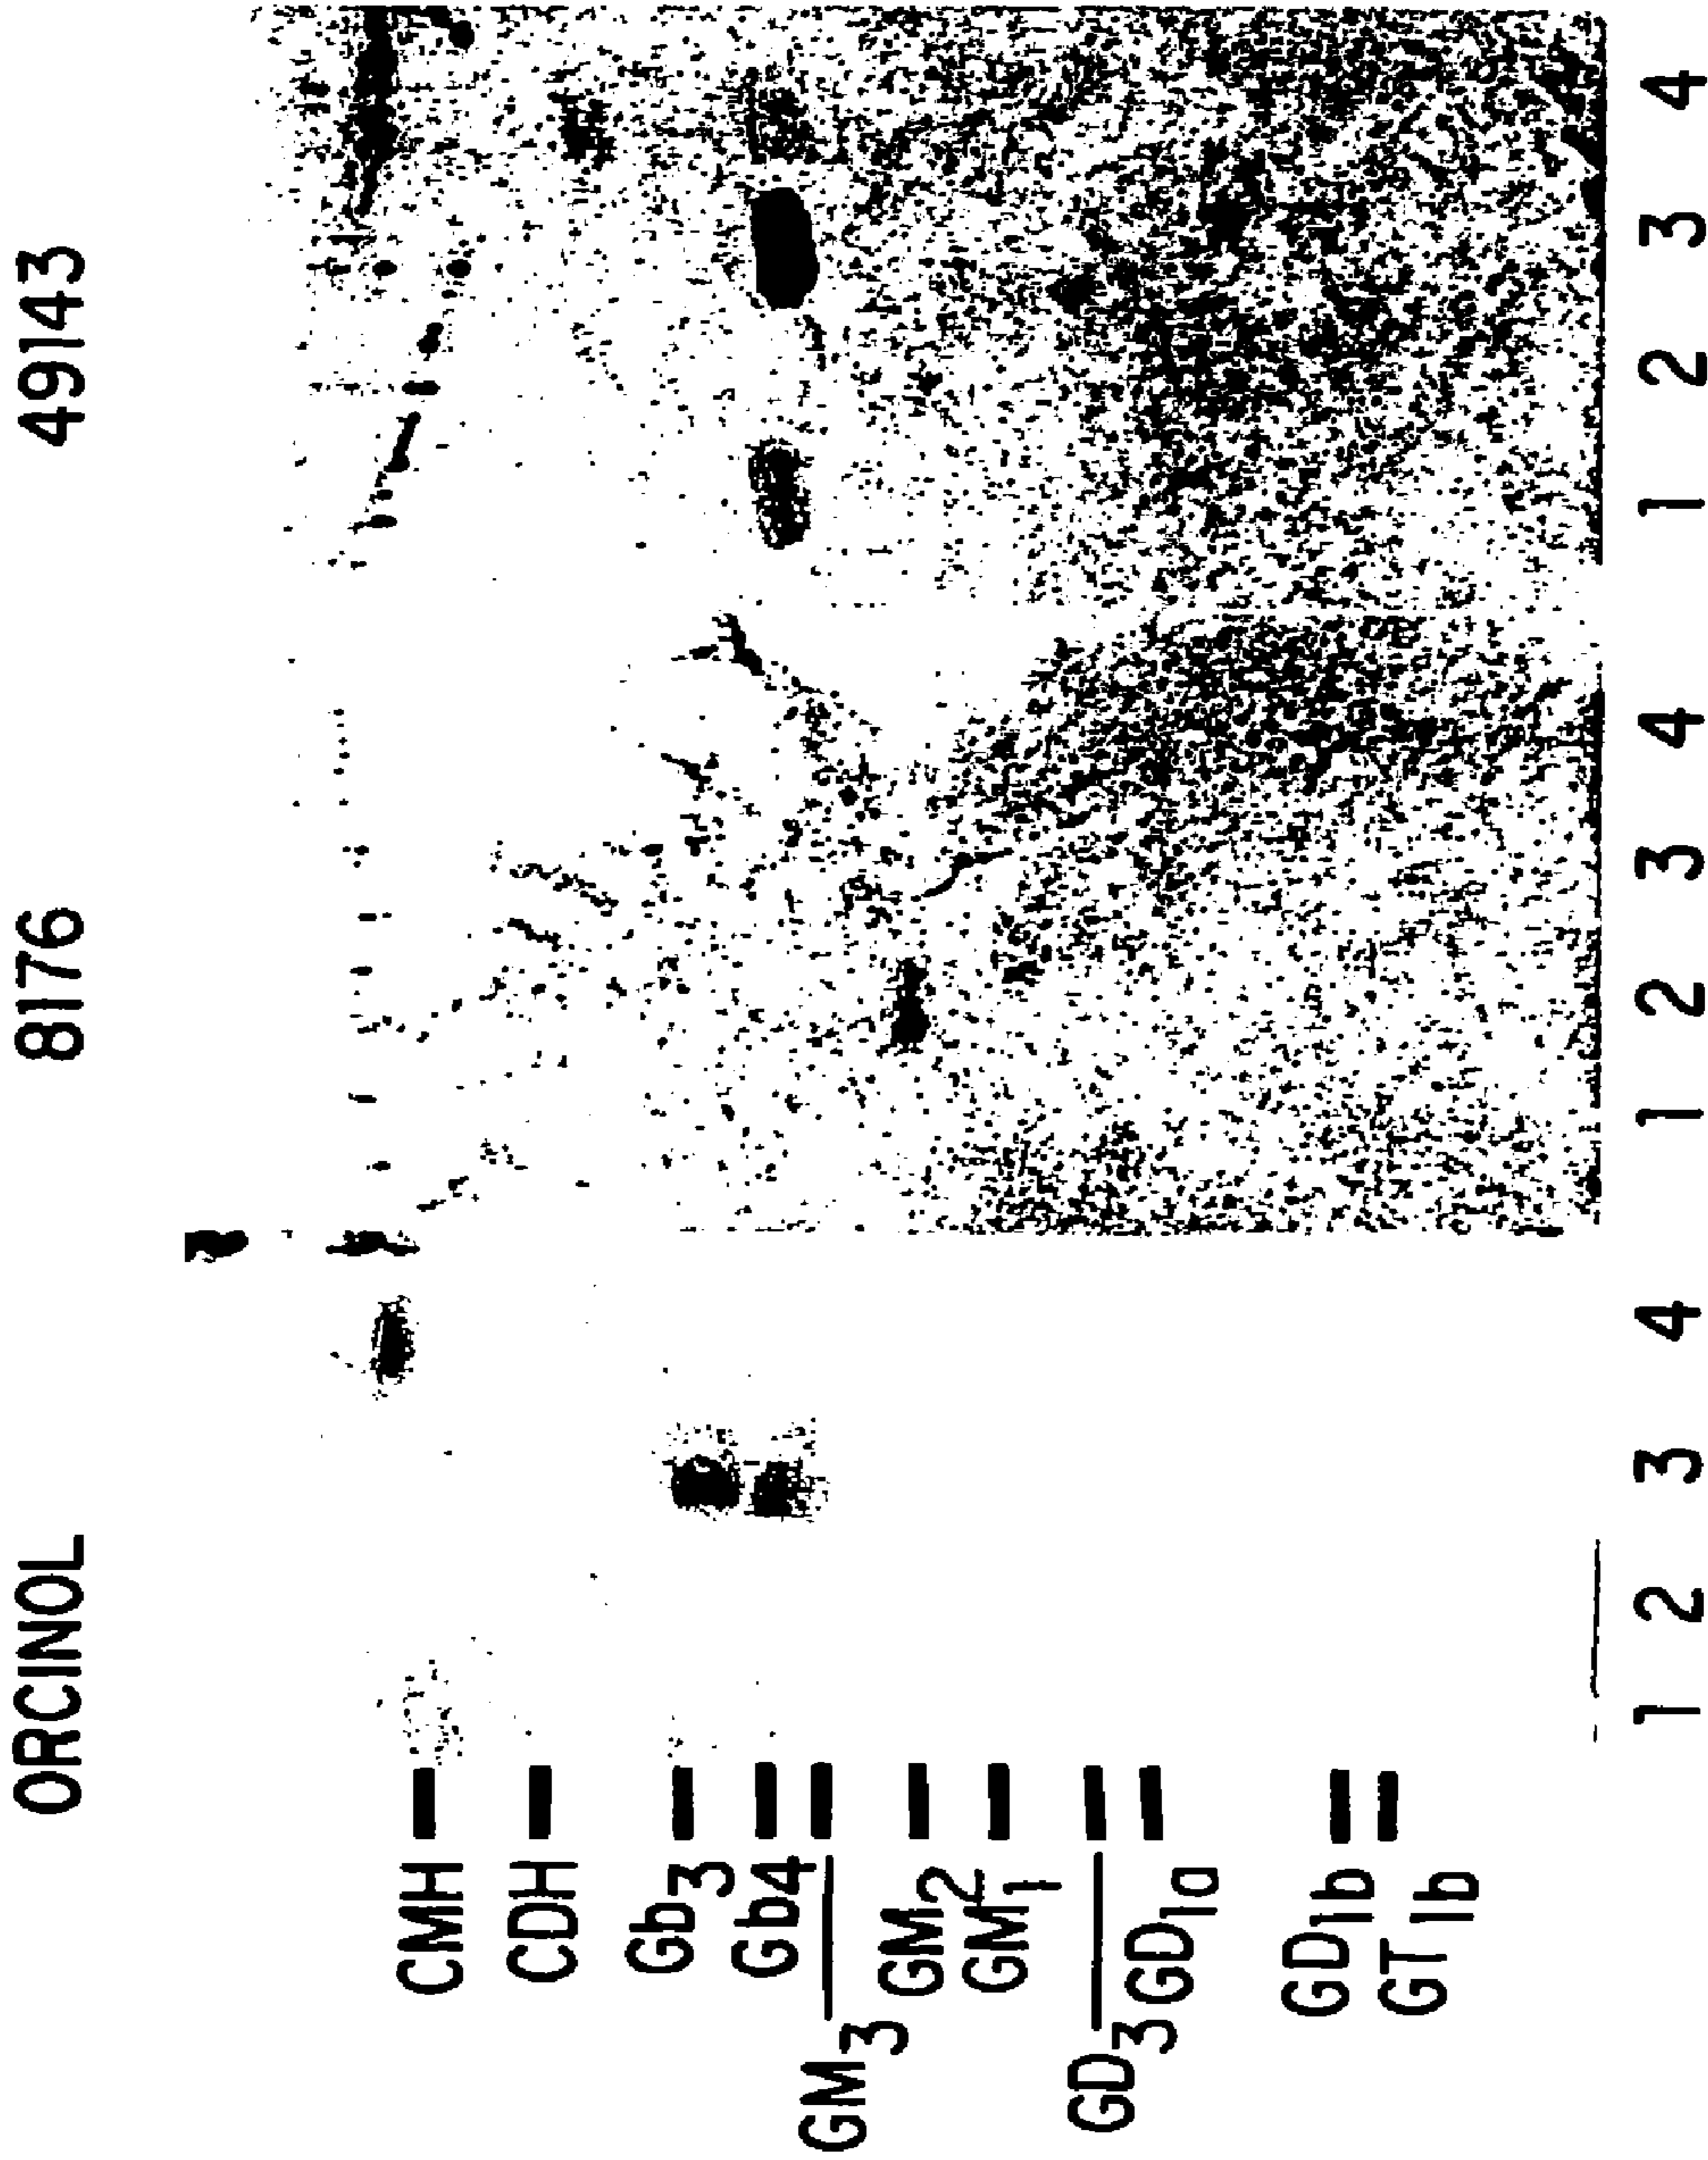 ORCINOL 8176 49143
CMH
CDH
Gb3
Gb4
GM3
GM2
GM1
GD3
GD1a
GD1b
GT1b
1 2 3 4 1 2 3 4 1 2 3 4